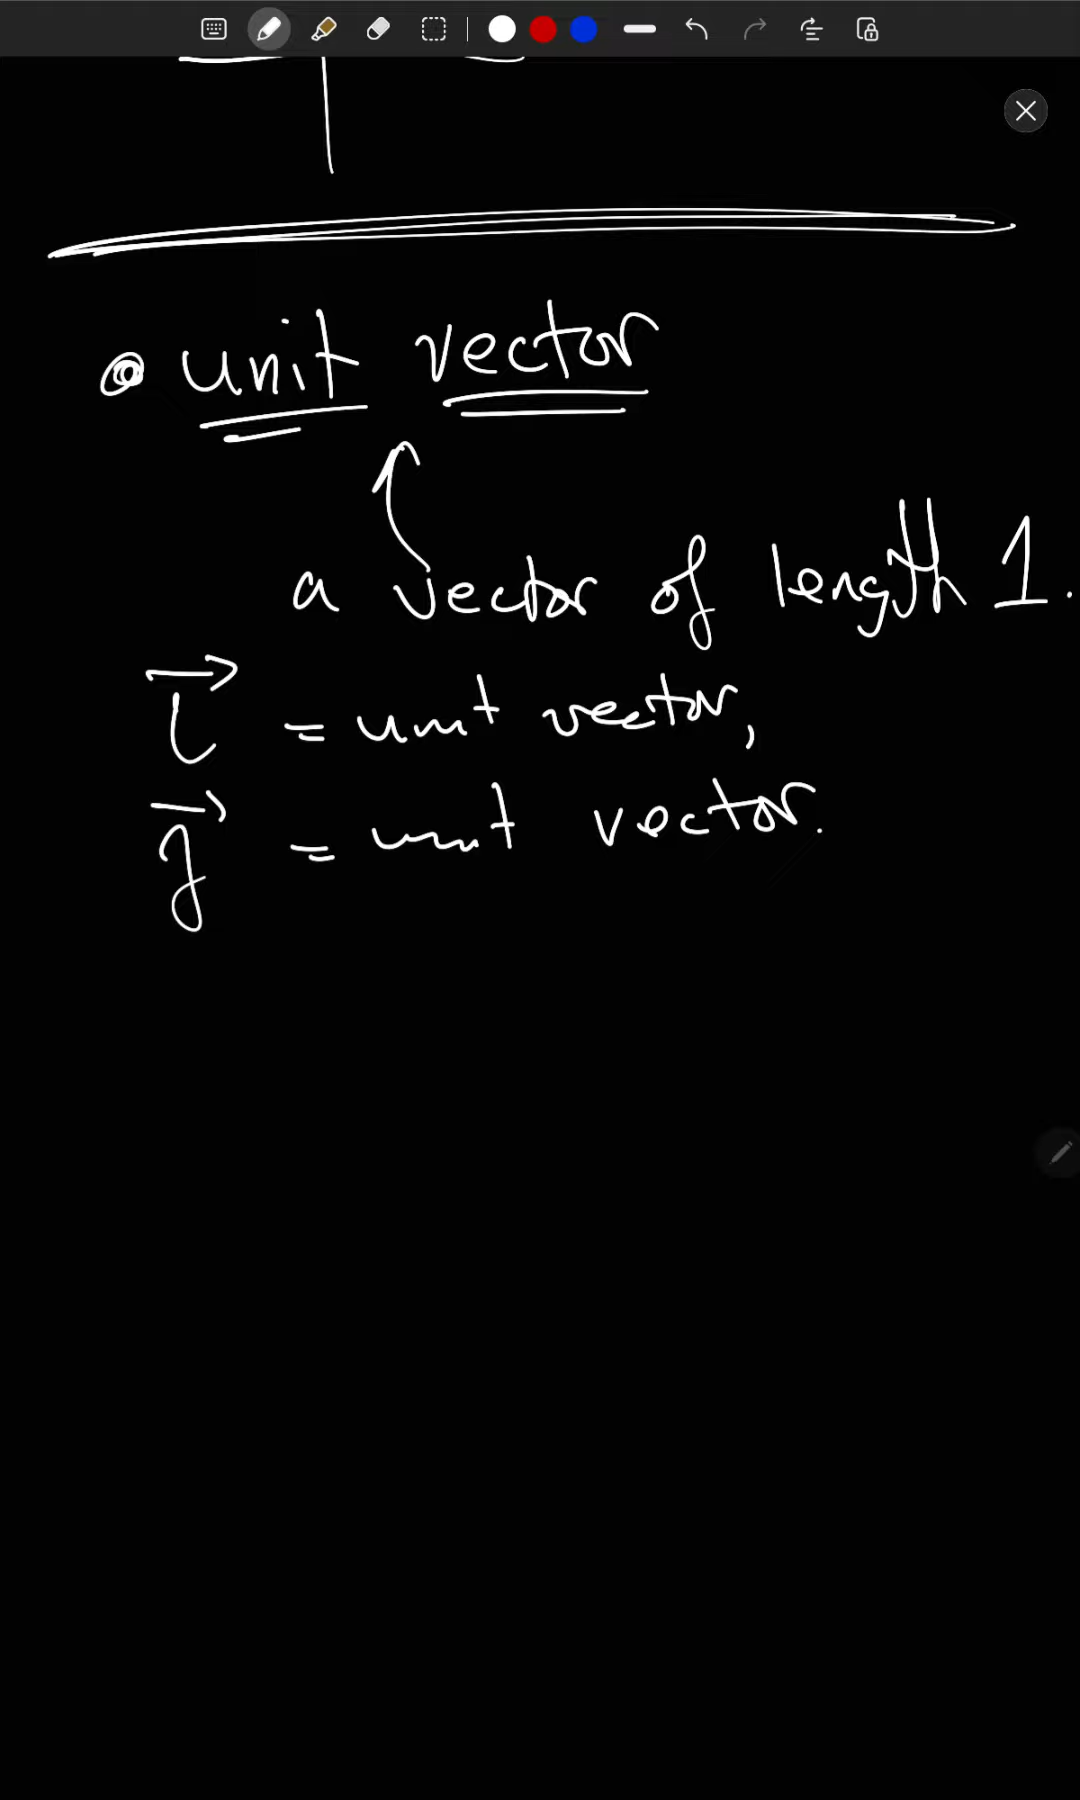 unit vector
a vector of length 1.
i⃗ = unit vector,
j⃗ = unit vector.